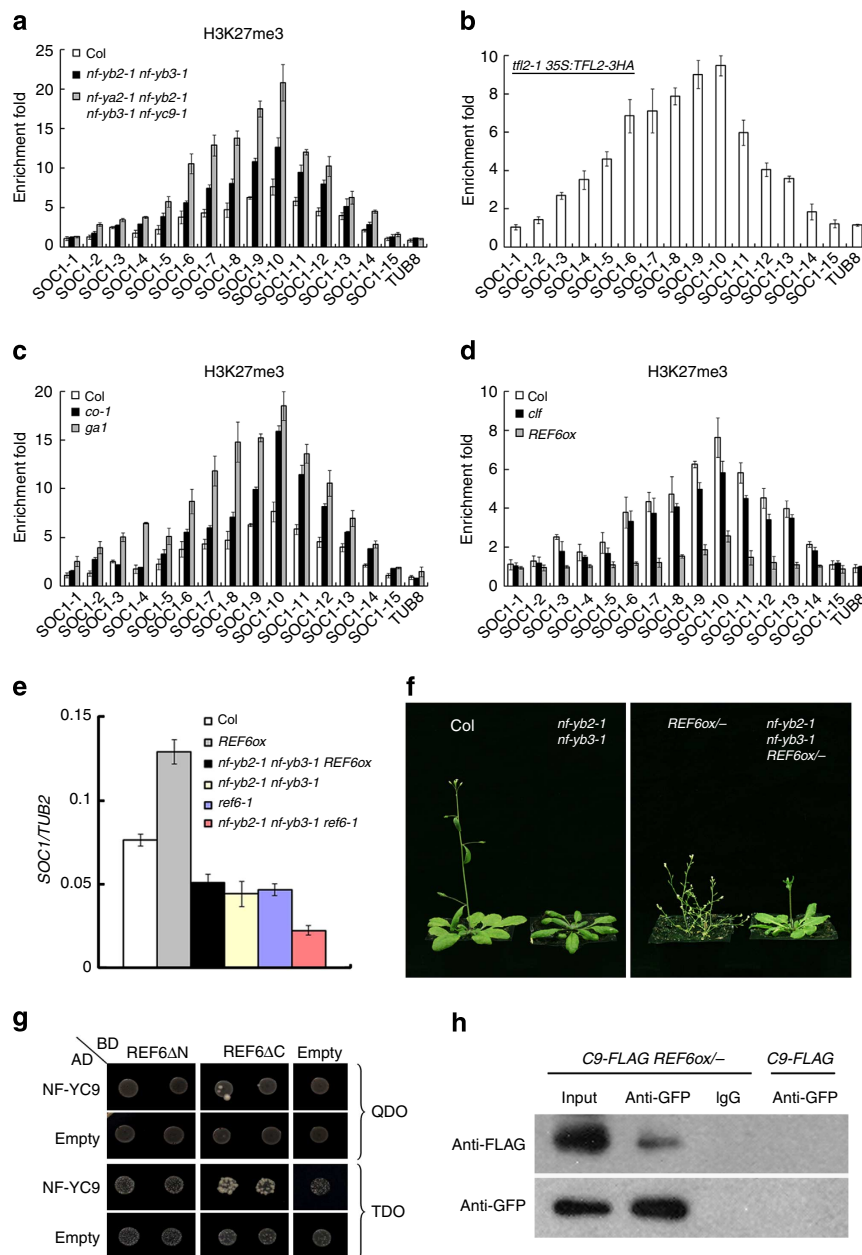 a
H3K27me3
Enrichment fold
25
20
15
10
5
0
Col
nf-yb2-1 nf-yb3-1
nf-ya2-1 nf-yb2-1
nf-yb3-1 nf-yc9-1
SOC1-1
SOC1-2
SOC1-3
SOC1-4
SOC1-5
SOC1-6
SOC1-7
SOC1-8
SOC1-9
SOC1-10
SOC1-11
SOC1-12
SOC1-13
SOC1-14
SOC1-15
TUB8
b
tfl2-1 35S:TFL2-3HA
Enrichment fold
10
8
6
4
2
0
SOC1-1
SOC1-2
SOC1-3
SOC1-4
SOC1-5
SOC1-6
SOC1-7
SOC1-8
SOC1-9
SOC1-10
SOC1-11
SOC1-12
SOC1-13
SOC1-14
SOC1-15
TUB8
c
H3K27me3
Enrichment fold
20
15
10
5
0
Col
co-1
ga1
SOC1-1
SOC1-2
SOC1-3
SOC1-4
SOC1-5
SOC1-6
SOC1-7
SOC1-8
SOC1-9
SOC1-10
SOC1-11
SOC1-12
SOC1-13
SOC1-14
SOC1-15
TUB8
d
H3K27me3
Enrichment fold
10
8
6
4
2
0
Col
clf
REF6ox
SOC1-1
SOC1-2
SOC1-3
SOC1-4
SOC1-5
SOC1-6
SOC1-7
SOC1-8
SOC1-9
SOC1-10
SOC1-11
SOC1-12
SOC1-13
SOC1-14
SOC1-15
TUB8
e
SOC1/TUB2
0.15
0.1
0.05
0
Col
REF6ox
nf-yb2-1 nf-yb3-1 REF6ox
nf-yb2-1 nf-yb3-1
ref6-1
nf-yb2-1 nf-yb3-1 ref6-1
f
Col
nf-yb2-1
nf-yb3-1
REF6ox/–
nf-yb2-1
nf-yb3-1
REF6ox/–
g
BD
AD
REF6ΔN REF6ΔC Empty
NF-YC9
Empty
QDO
NF-YC9
Empty
TDO
h
C9-FLAG REF6ox/– C9-FLAG
Input Anti-GFP IgG Anti-GFP
Anti-FLAG
Anti-GFP